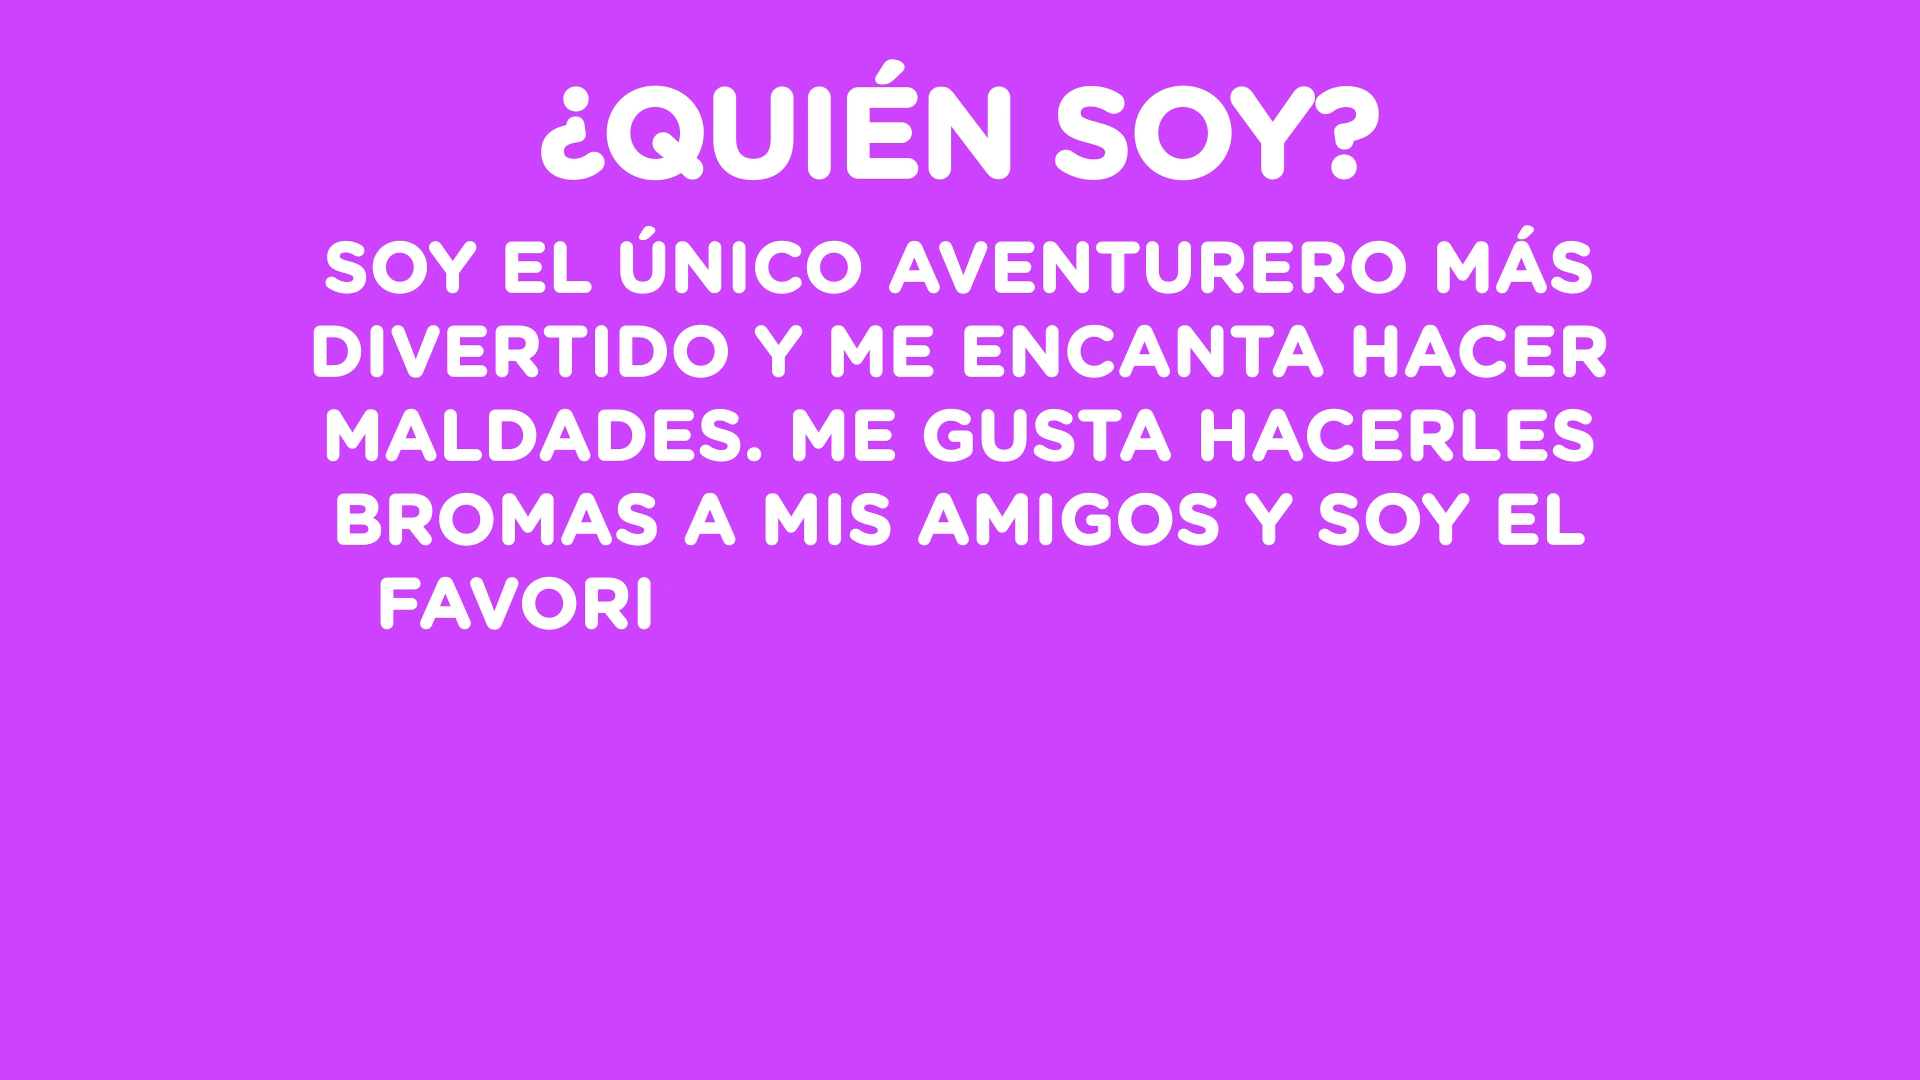 ¿QUIÉN SOY?
SOY EL ÚNICO AVENTURERO MÁS
DIVERTIDO Y ME ENCANTA HACER
MALDADES. ME GUSTA HACERLES
BROMAS A MIS AMIGOS Y SOY EL
FAVORI